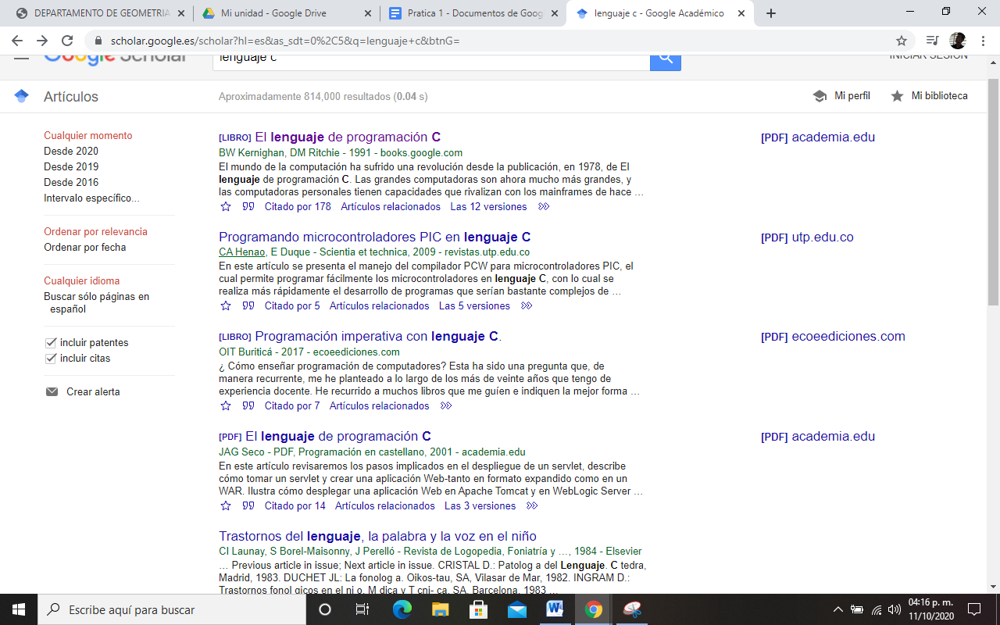 DEPARTAMENTO DE GEOMETRIA
Mi unidad - Google Drive
Pratica 1 - Documentos de Goog
lenguaje c - Google Académico
scholar.google.es/scholar?hl=es&as_sdt=0%2C5&q=lenguaje+c&btnG=
Google Scholar
lenguaje c
INICIAR SESIÓN
Artículos
Aproximadamente 814,000 resultados (0.04 s)
Mi perfil
Mi biblioteca
Cualquier momento
Desde 2020
Desde 2019
Desde 2016
Intervalo específico...
Ordenar por relevancia
Ordenar por fecha
Cualquier idioma
Buscar sólo páginas en
español
incluir patentes
incluir citas
Crear alerta
[LIBRO] El lenguaje de programación C
BW Kernighan, DM Ritchie - 1991 - books.google.com
El mundo de la computación ha sufrido una revolución desde la publicación, en 1978, de El
lenguaje de programación C. Las grandes computadoras son ahora mucho más grandes, y
las computadoras personales tienen capacidades que rivalizan con los mainframes de hace …
Citado por 178 Artículos relacionados Las 12 versiones
[PDF] academia.edu
Programando microcontroladores PIC en lenguaje C
CA Henao, E Duque - Scientia et technica, 2009 - revistas.utp.edu.co
En este artículo se presenta el manejo del compilador PCW para microcontroladores PIC, el
cual permite programar fácilmente los microcontroladores en lenguaje C, con lo cual se
realiza más rápidamente el desarrollo de programas que serían bastante complejos de …
Citado por 5 Artículos relacionados Las 5 versiones
[PDF] utp.edu.co
[LIBRO] Programación imperativa con lenguaje C.
OIT Buriticá - 2017 - ecoeediciones.com
¿ Cómo enseñar programación de computadores? Esta ha sido una pregunta que, de
manera recurrente, me he planteado a lo largo de los más de veinte años que tengo de
experiencia docente. He recurrido a muchos libros que me guíen e indiquen la mejor forma …
Citado por 7 Artículos relacionados
[PDF] ecoeediciones.com
[PDF] El lenguaje de programación C
JAG Seco - PDF, Programación en castellano, 2001 - academia.edu
En este artículo revisaremos los pasos implicados en el despliegue de un servlet, describe
cómo tomar un servlet y crear una aplicación Web-tanto en formato expandido como en un
WAR. Ilustra cómo desplegar una aplicación Web en Apache Tomcat y en WebLogic Server …
Citado por 14 Artículos relacionados Las 3 versiones
[PDF] academia.edu
Trastornos del lenguaje, la palabra y la voz en el niño
CI Launay, S Borel-Maisonny, J Perelló - Revista de Logopedia, Foniatría y …, 1984 - Elsevier
… Previous article in issue; Next article in issue. CRISTAL D.: Patolog a del Lenguaje. C tedra,
Madrid, 1983. DUCHET JL: La fonolog a. Oikos-tau, SA, Vilasar de Mar, 1982. INGRAM D.:
Trastornos fonol gicos en el ni o. M dica y T cni- ca, SA, Barcelona, 1983 …
Escribe aquí para buscar
04:16 p. m.
11/10/2020